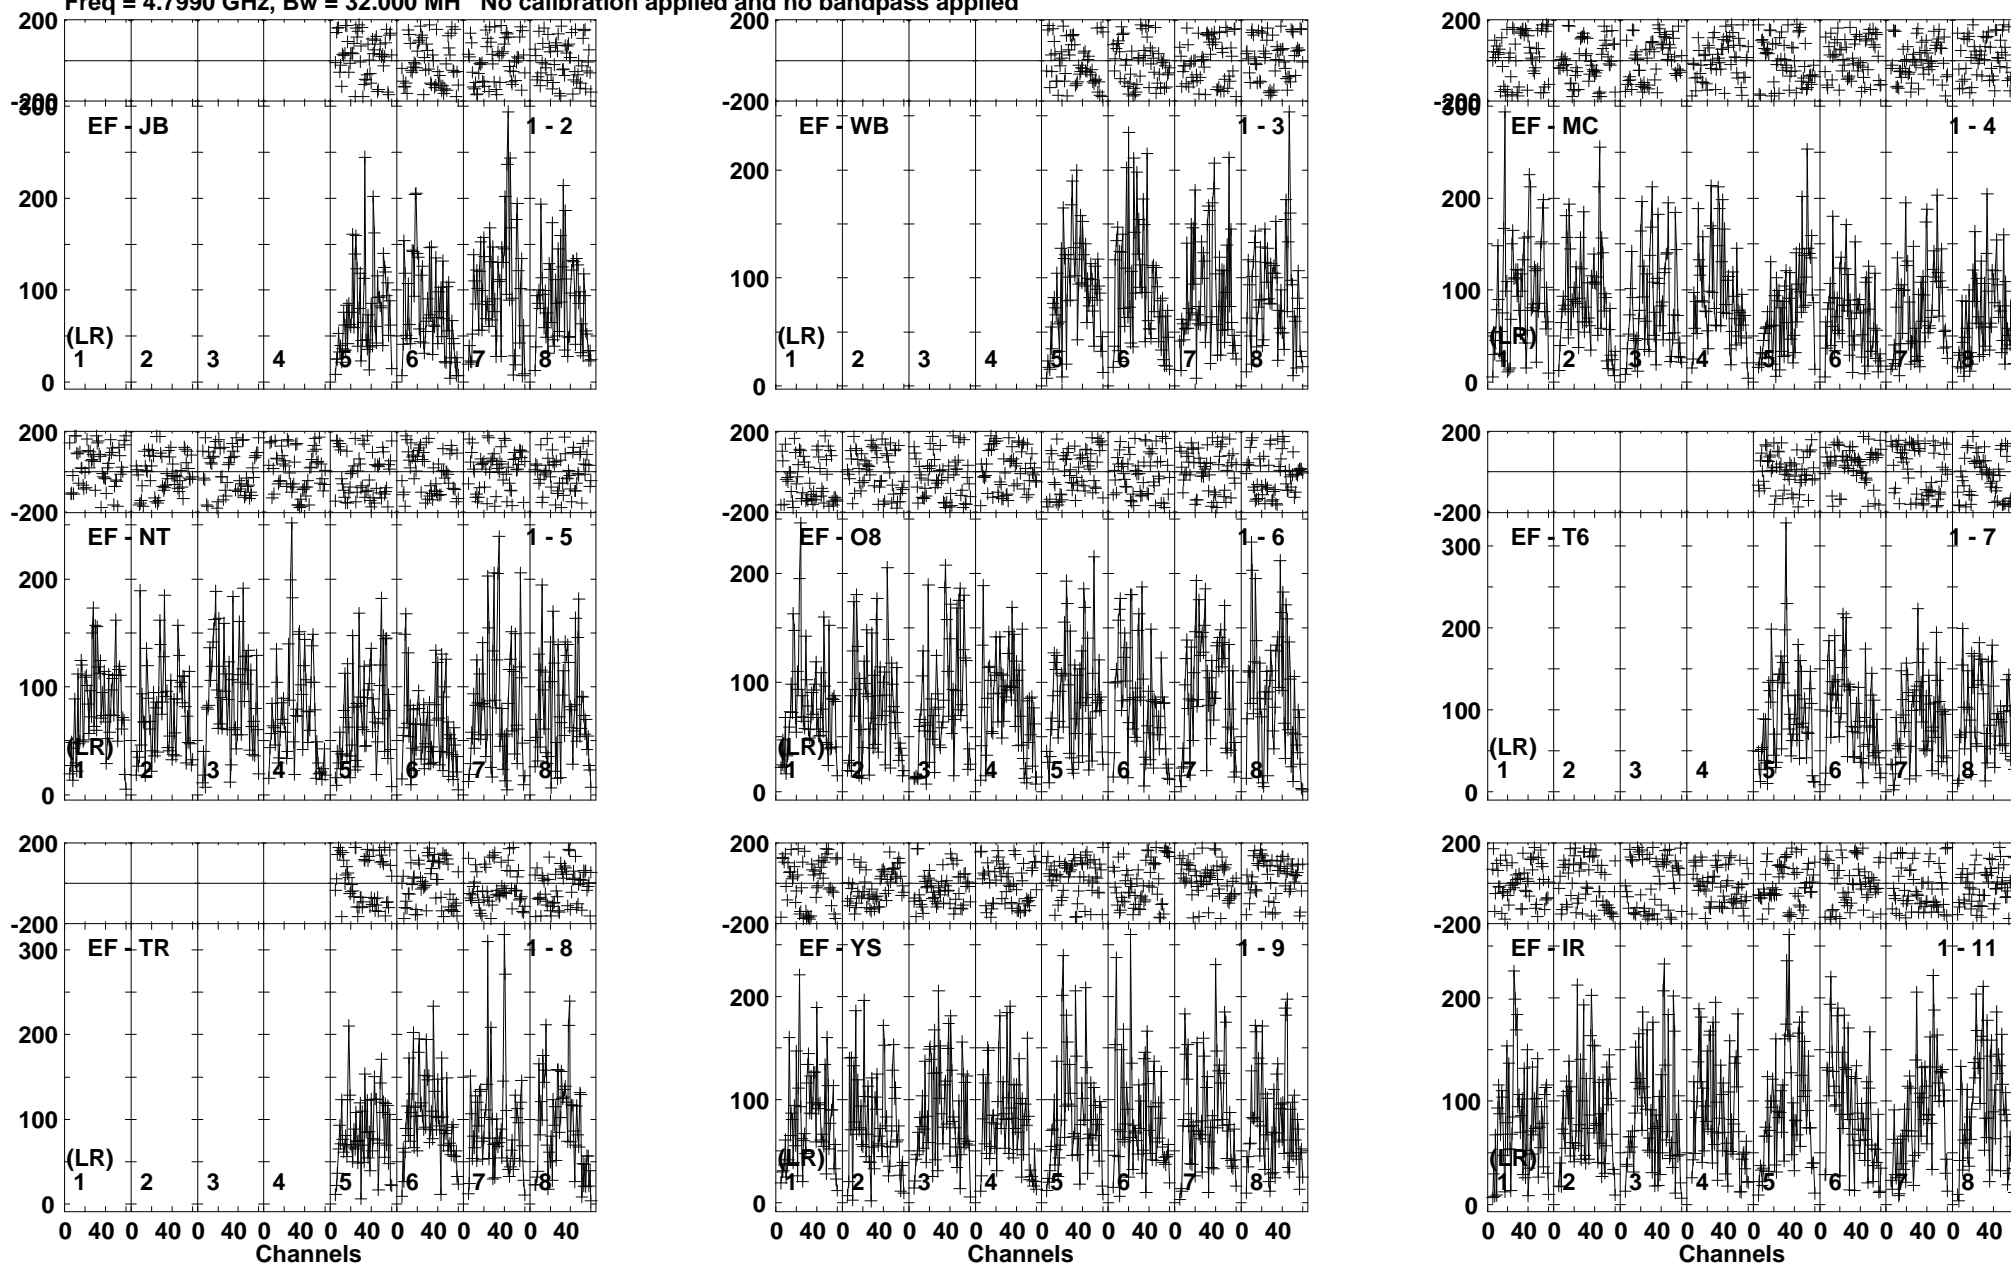 Freq = 4.7990 GHz, Bw = 32.000 MH No calibration applied and no bandpass applied
200 200 200
-200 -200 -200
300 EF - JB 1 - 2 EF - WB 1 - 3 300 EF - MC 1 - 4
200 200 200
100 100 100
(LR) (LR) (LR)
1 2 3 4 5 6 7 8 1 2 3 4 5 6 7 8 1 2 3 4 5 6 7 8
0 0 0
200 200 200
-200 -200 -200
EF - NT 1 - 5 EF - O8 1 - 6 300 EF - T6 1 - 7
200 200 200
100 100 100
(LR) (LR) (LR)
1 2 3 4 5 6 7 8 1 2 3 4 5 6 7 8 1 2 3 4 5 6 7 8
0 0 0
200 200 200
-200 -200 -200
300 EF - TR 1 - 8 EF - YS 1 - 9 EF - IR 1 - 11
200 200 200
100 100 100
(LR) (LR) (LR)
1 2 3 4 5 6 7 8 1 2 3 4 5 6 7 8 1 2 3 4 5 6 7 8
0 0 0
0 40 0 40 0 40 0 40 0 40 0 40 0 40 0 40 0 40 0 40 0 40 0 40 0 40 0 40 0 40 0 40 0 40 0 40 0 40 0 40 0 40 0 40 0 40 0 40
Channels Channels Channels